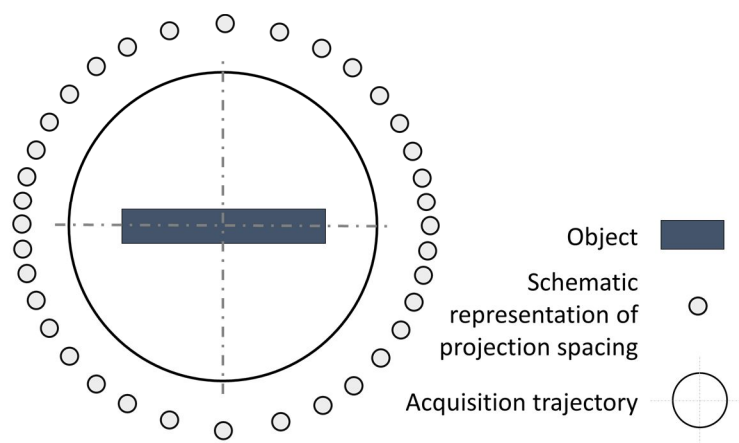 Object
Schematic
representation of
projection spacing
Acquisition trajectory